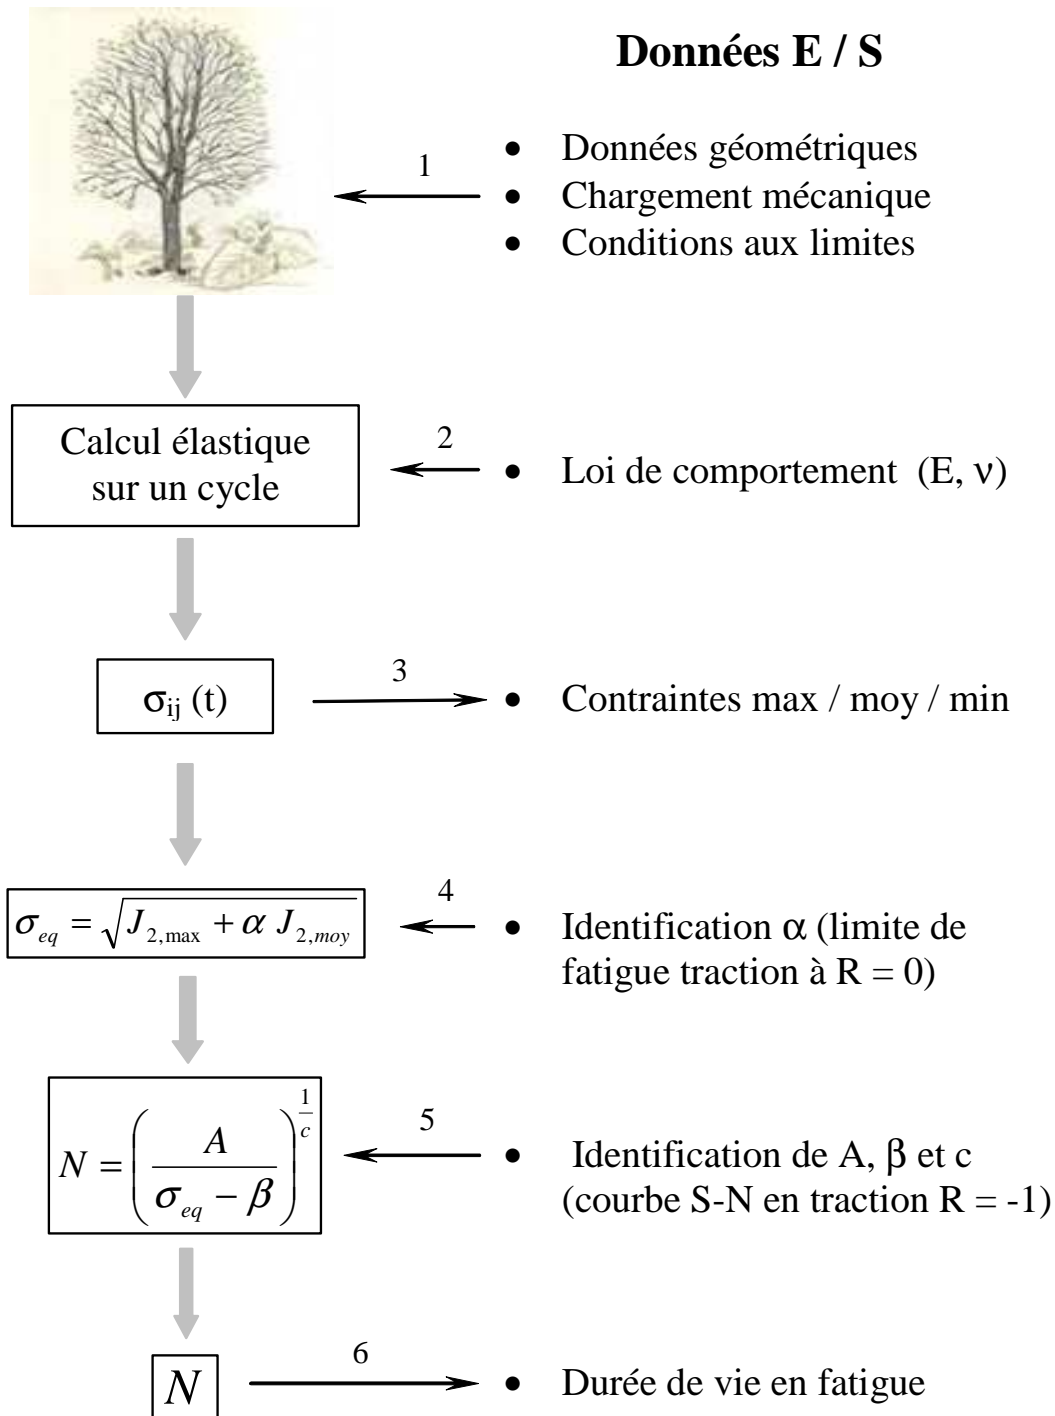 Données E / S
1
• Données géométriques
• Chargement mécanique
• Conditions aux limites
Calcul élastique
sur un cycle
2
• Loi de comportement (E, ν)
σij (t)
3
• Contraintes max / moy / min
σeq = √(J2,max + α J2,moy)
4
• Identification α (limite de
fatigue traction à R = 0)
N = (A / (σeq − β))^(1/c)
5
• Identification de A, β et c
(courbe S-N en traction R = -1)
N
6
• Durée de vie en fatigue